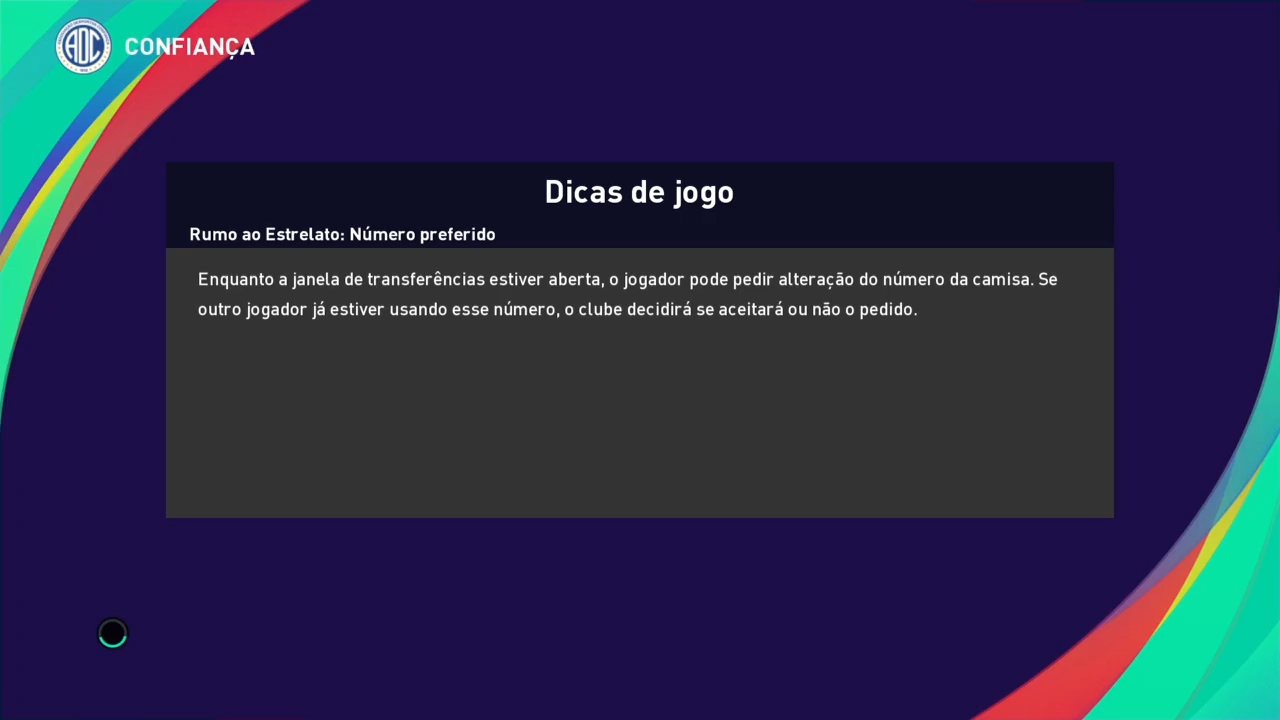 ADC
CONFIANÇA
Dicas de jogo
Rumo ao Estrelato: Número preferido
Enquanto a janela de transferências estiver aberta, o jogador pode pedir alteração do número da camisa. Se
outro jogador já estiver usando esse número, o clube decidirá se aceitará ou não o pedido.